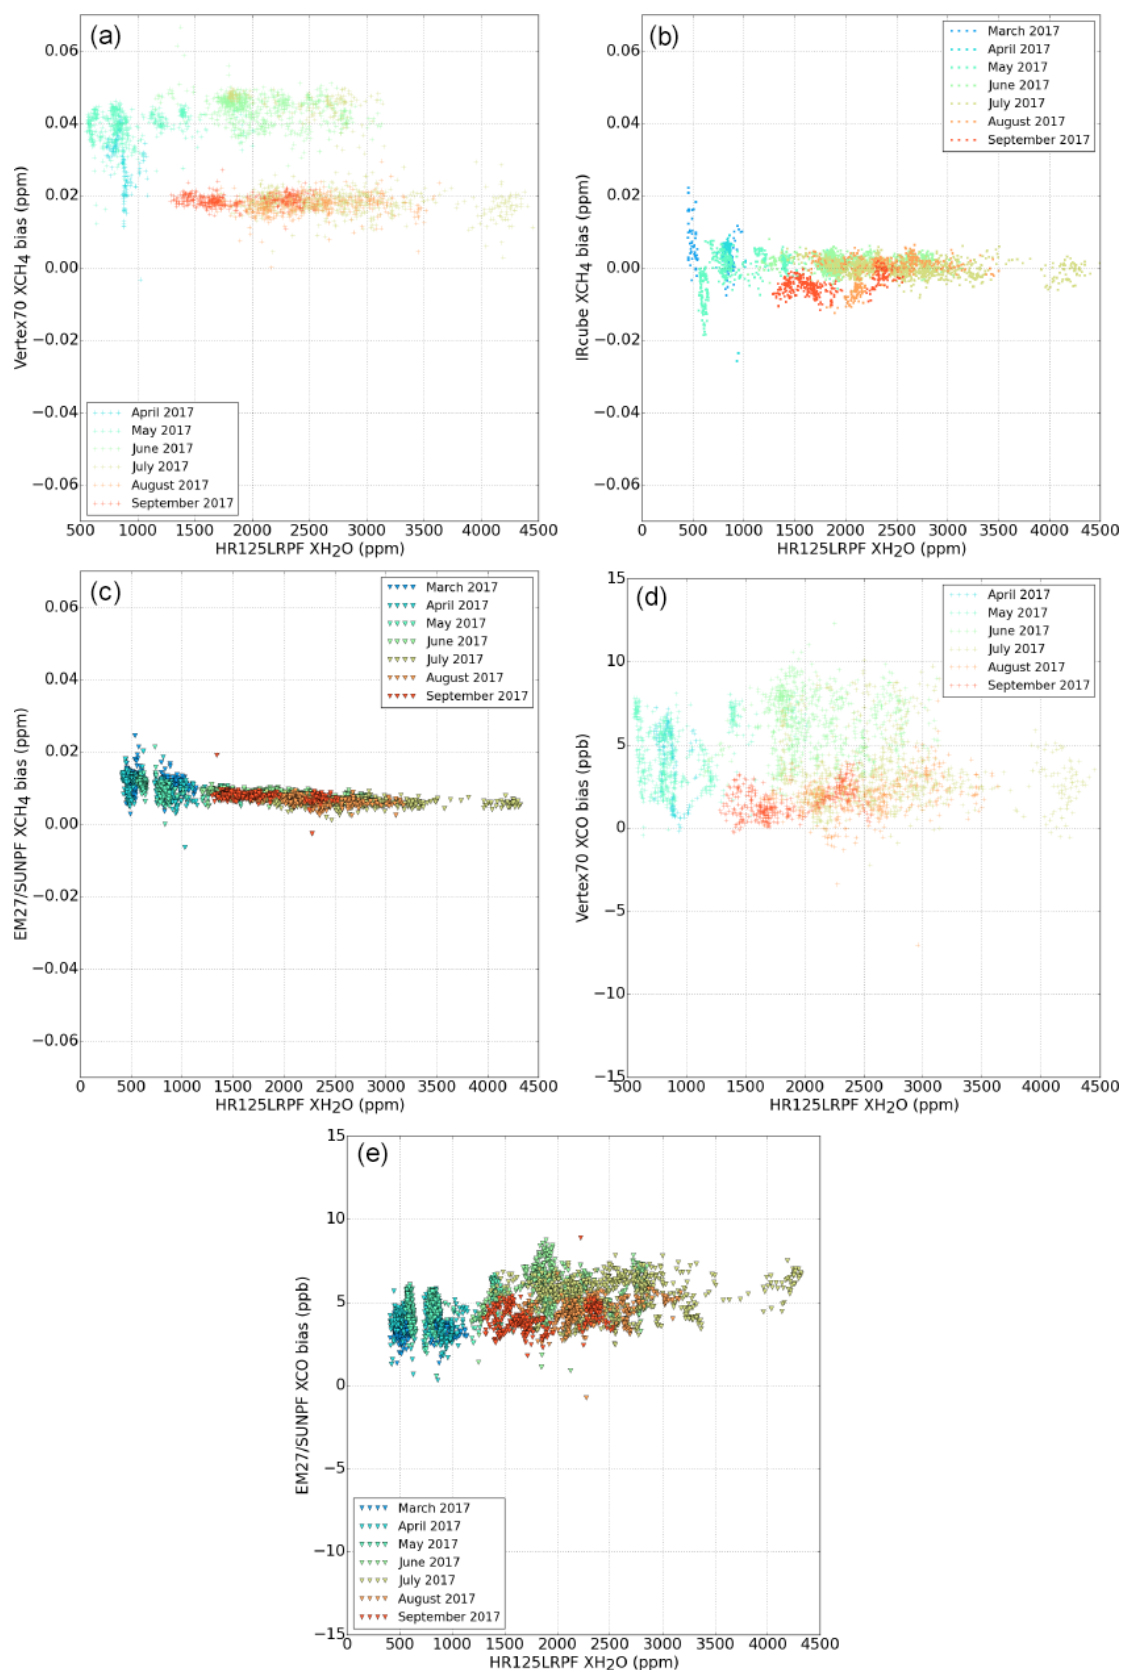 (a)
0.06
0.04
0.02
0.00
−0.02
−0.04
−0.06
Vertex70 XCH4 bias (ppm)
April 2017
May 2017
June 2017
July 2017
August 2017
September 2017
500 1000 1500 2000 2500 3000 3500 4000 4500
HR125LRPF XH2O (ppm)
(b)
0.06
0.04
0.02
0.00
−0.02
−0.04
−0.06
IRcube XCH4 bias (ppm)
March 2017
April 2017
May 2017
June 2017
July 2017
August 2017
September 2017
0 500 1000 1500 2000 2500 3000 3500 4000 4500
HR125LRPF XH2O (ppm)
(c)
0.06
0.04
0.02
0.00
−0.02
−0.04
−0.06
EM27/SUNPF XCH4 bias (ppm)
March 2017
April 2017
May 2017
June 2017
July 2017
August 2017
September 2017
0 500 1000 1500 2000 2500 3000 3500 4000 4500
HR125LRPF XH2O (ppm)
(d)
15
10
5
0
−5
−10
−15
Vertex70 XCO bias (ppb)
April 2017
May 2017
June 2017
July 2017
August 2017
September 2017
500 1000 1500 2000 2500 3000 3500 4000 4500
HR125LRPF XH2O (ppm)
(e)
15
10
5
0
−5
−10
−15
EM27/SUNPF XCO bias (ppb)
March 2017
April 2017
May 2017
June 2017
July 2017
August 2017
September 2017
0 500 1000 1500 2000 2500 3000 3500 4000 4500
HR125LRPF XH2O (ppm)